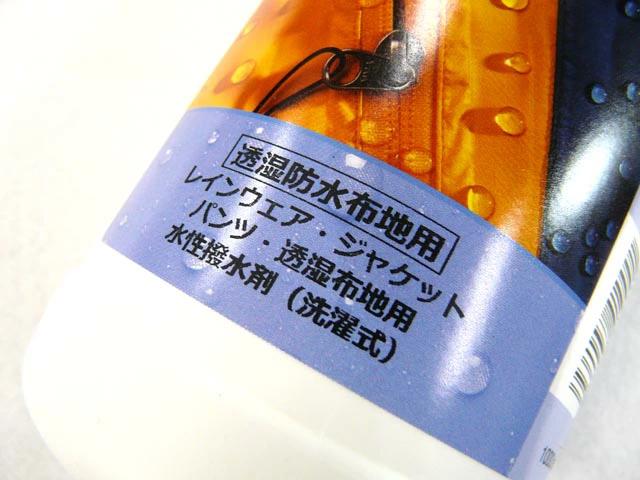 透湿防水布地用
レインウエア・ジャケット
パンツ・透湿布地用
水性撥水剤（洗濯式）